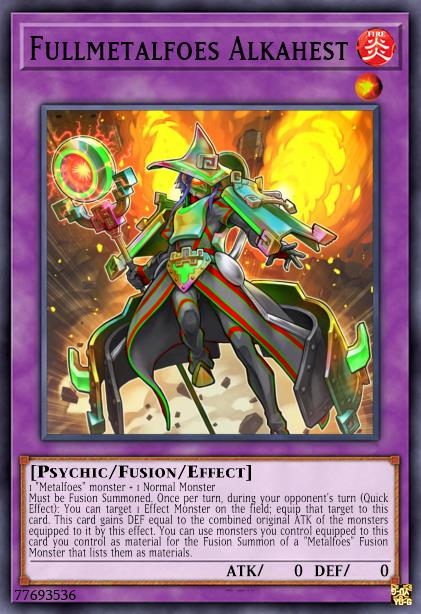 Fullmetalfoes Alkahest
FIRE
炎
[Psychic/Fusion/Effect]
1 "Metalfoes" monster + 1 Normal Monster
Must be Fusion Summoned. Once per turn, during your opponent's turn (Quick
Effect): You can target 1 Effect Monster on the field; equip that target to this
card. This card gains DEF equal to the combined original ATK of the monsters
equipped to it by this effect. You can use monsters you control equipped to this
card you control as material for the Fusion Summon of a "Metalfoes" Fusion
Monster that lists them as materials.
ATK/ 0 DEF/ 0
77693536